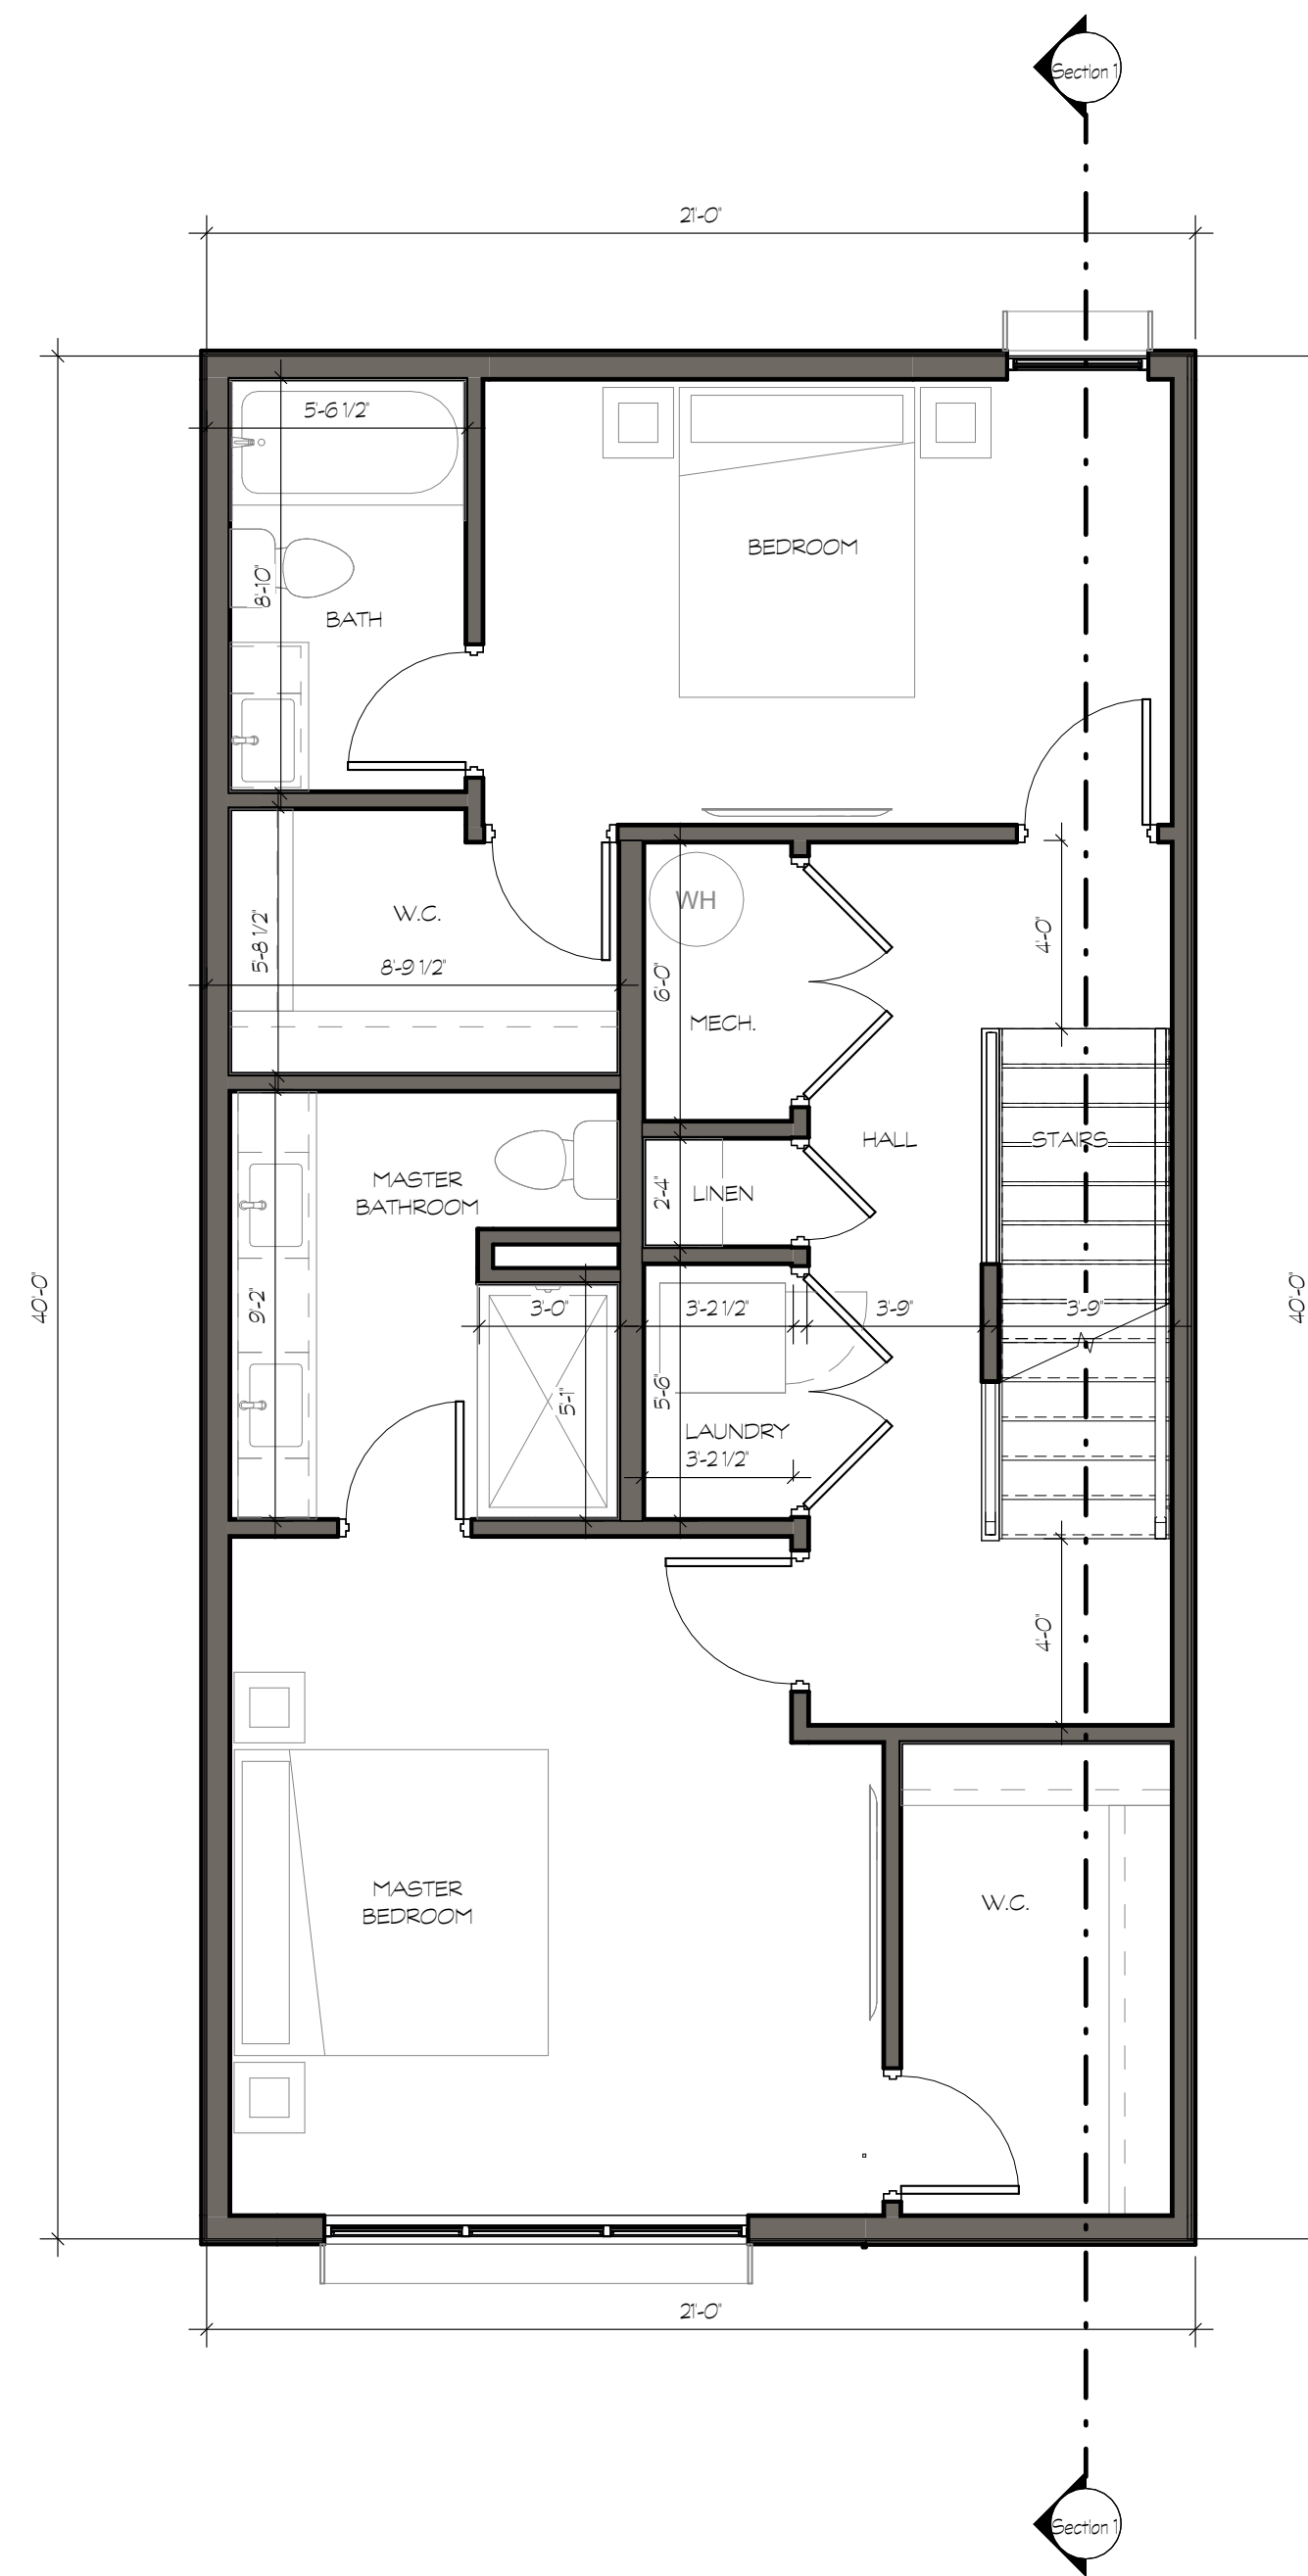 Section 1
21'-0"
5'-6 1/2"
BEDROOM
8'-10"
BATH
WH
W.C.
5'-8 1/2"
8'-9 1/2"
4'-0"
6'-0"
MECH.
HALL
STAIRS
MASTER
BATHROOM
2'-4"
LINEN
40'-0"
9'-2"
3'-0"
3'-2 1/2"
3'-9"
3'-9"
40'-0"
5'-1"
5'-6"
LAUNDRY
3'-2 1/2"
4'-0"
MASTER
BEDROOM
W.C.
21'-0"
Section 1